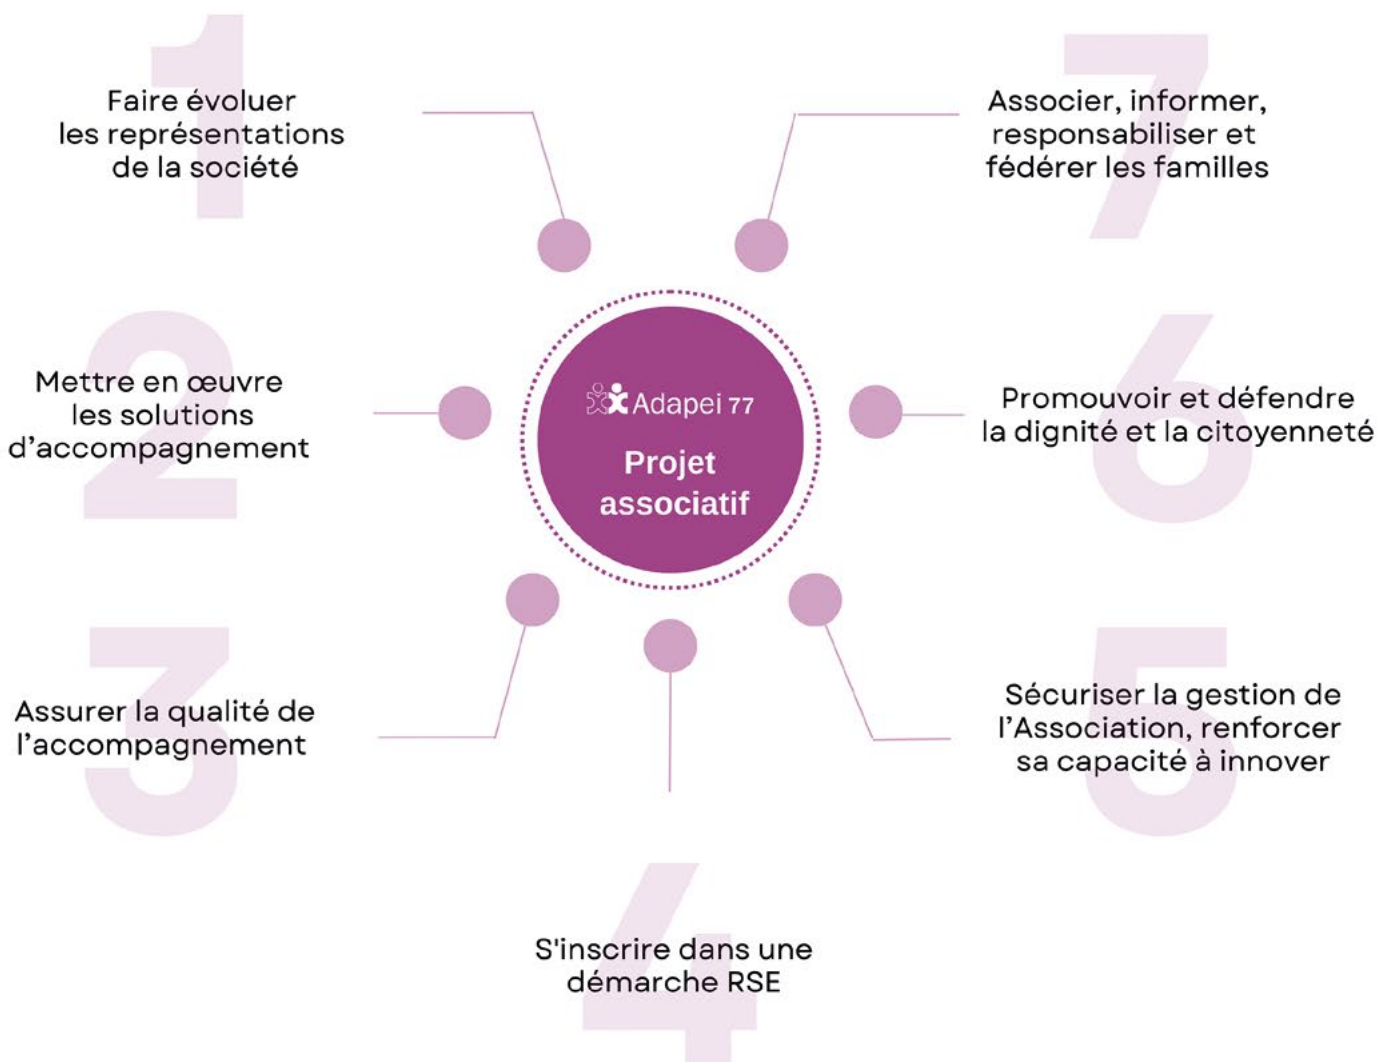 1
Faire évoluer
les représentations
de la société
2
Mettre en œuvre
les solutions
d’accompagnement
3
Assurer la qualité de
l’accompagnement
4
S'inscrire dans une
démarche RSE
5
Sécuriser la gestion de
l’Association, renforcer
sa capacité à innover
6
Promouvoir et défendre
la dignité et la citoyenneté
7
Associer, informer,
responsabiliser et
fédérer les familles
Adapei 77
Projet
associatif